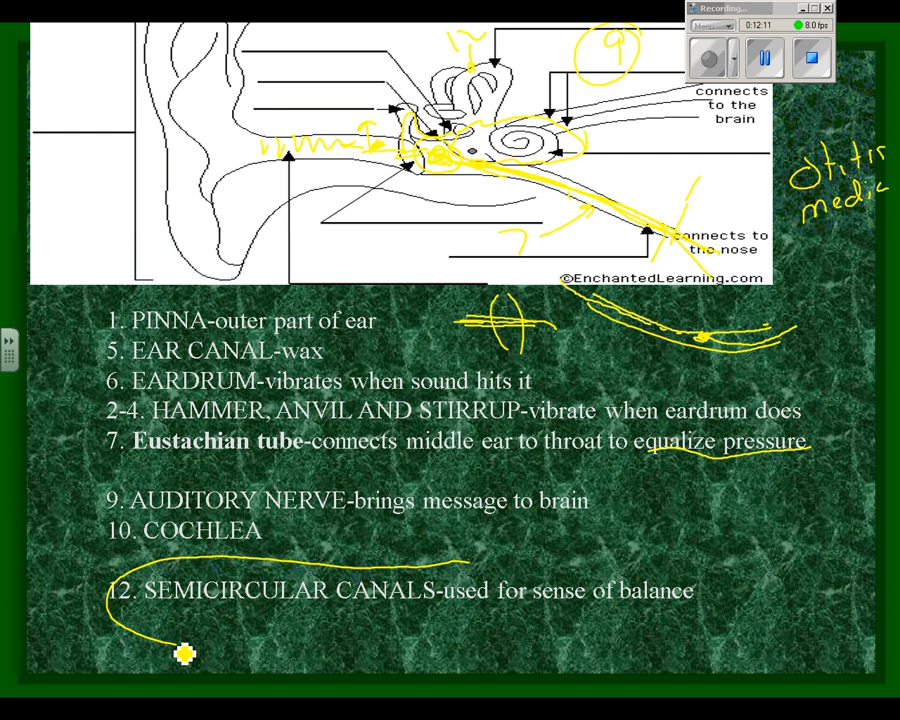 Recording...
Menu
0:12:11
8.0 fps
12
9
connects
to the
brain
Otitis
media
7
connects to
the nose
©EnchantedLearning.com
1. PINNA-outer part of ear
5. EAR CANAL-wax
6. EARDRUM-vibrates when sound hits it
2-4. HAMMER, ANVIL AND STIRRUP-vibrate when eardrum does
7. Eustachian tube-connects middle ear to throat to equalize pressure
9. AUDITORY NERVE-brings message to brain
10. COCHLEA
12. SEMICIRCULAR CANALS-used for sense of balance